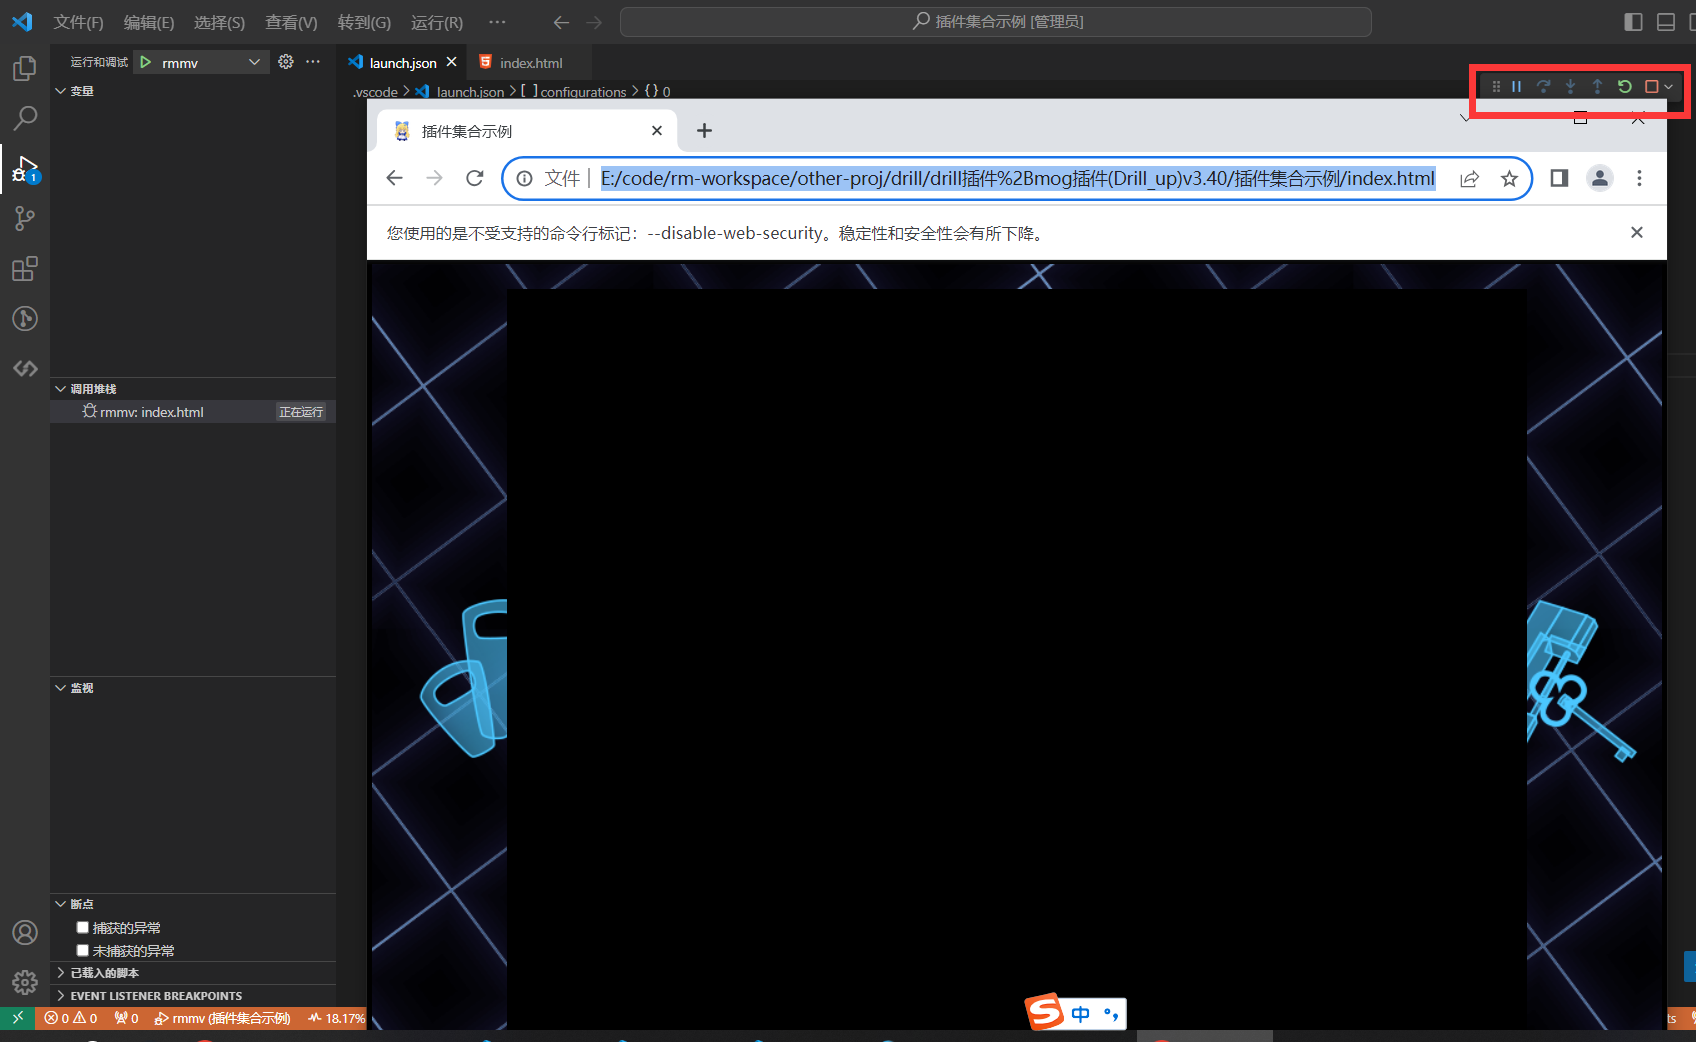 文件(F) 编辑(E) 选择(S) 查看(V) 转到(G) 运行(R) ··· 插件集合示例 [管理员]
运行和调试 rmmv ··· launch.json index.html
变量
.vscode > launch.json > [ ] configurations > { } 0
插件集合示例
文件 | E:/code/rm-workspace/other-proj/drill/drill插件%2Bmog插件(Drill_up)v3.40/插件集合示例/index.html
您使用的是不受支持的命令行标记：--disable-web-security。稳定性和安全性会有所下降。
1
调用堆栈
rmmv: index.html 正在运行
监视
断点
捕获的异常
未捕获的异常
已载入的脚本
EVENT LISTENER BREAKPOINTS
0 0 0 rmmv (插件集合示例) 18.17% ts
S 中 °,